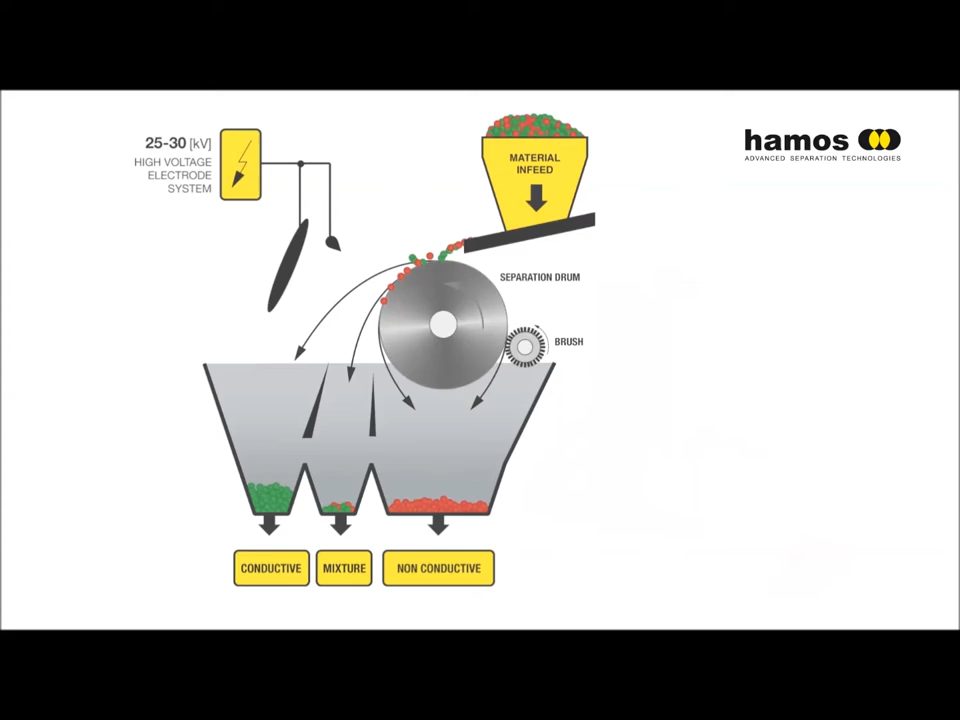 25-30 [kV]
HIGH VOLTAGE
ELECTRODE
SYSTEM
MATERIAL
INFEED
hamos
ADVANCED SEPARATION TECHNOLOGIES
SEPARATION DRUM
BRUSH
CONDUCTIVE
MIXTURE
NON CONDUCTIVE